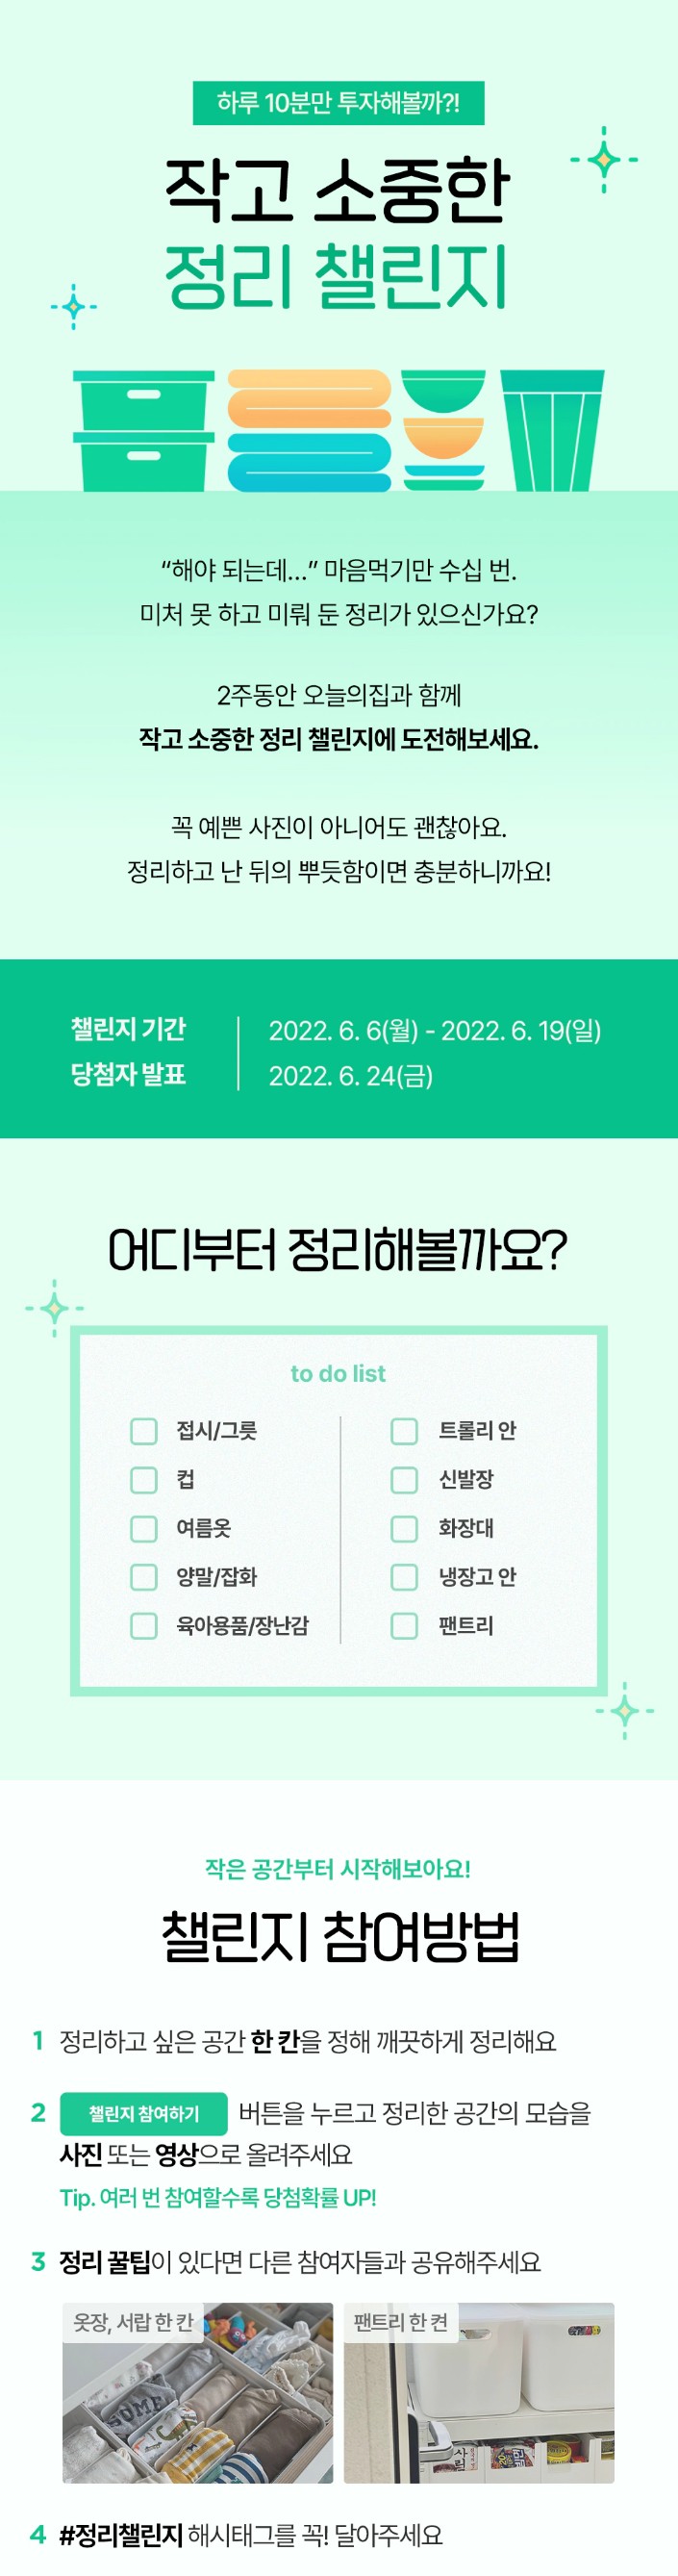 하루 10분만 투자해볼까?!
작고 소중한
정리 챌린지
“해야 되는데...” 마음먹기만 수십 번.
미처 못 하고 미뤄 둔 정리가 있으신가요?
2주동안 오늘의집과 함께
작고 소중한 정리 챌린지에 도전해보세요.
꼭 예쁜 사진이 아니어도 괜찮아요.
정리하고 난 뒤의 뿌듯함이면 충분하니까요!
챌린지 기간 2022. 6. 6(월) - 2022. 6. 19(일)
당첨자 발표 2022. 6. 24(금)
어디부터 정리해볼까요?
to do list
접시/그릇 트롤리 안
컵 신발장
여름옷 화장대
양말/잡화 냉장고 안
육아용품/장난감 팬트리
작은 공간부터 시작해보아요!
챌린지 참여방법
1 정리하고 싶은 공간 한 칸을 정해 깨끗하게 정리해요
2 챌린지 참여하기 버튼을 누르고 정리한 공간의 모습을
사진 또는 영상으로 올려주세요
Tip. 여러 번 참여할수록 당첨확률 UP!
3 정리 꿀팁이 있다면 다른 참여자들과 공유해주세요
옷장, 서랍 한 칸 팬트리 한 켠
SOME
4 #정리챌린지 해시태그를 꼭! 달아주세요